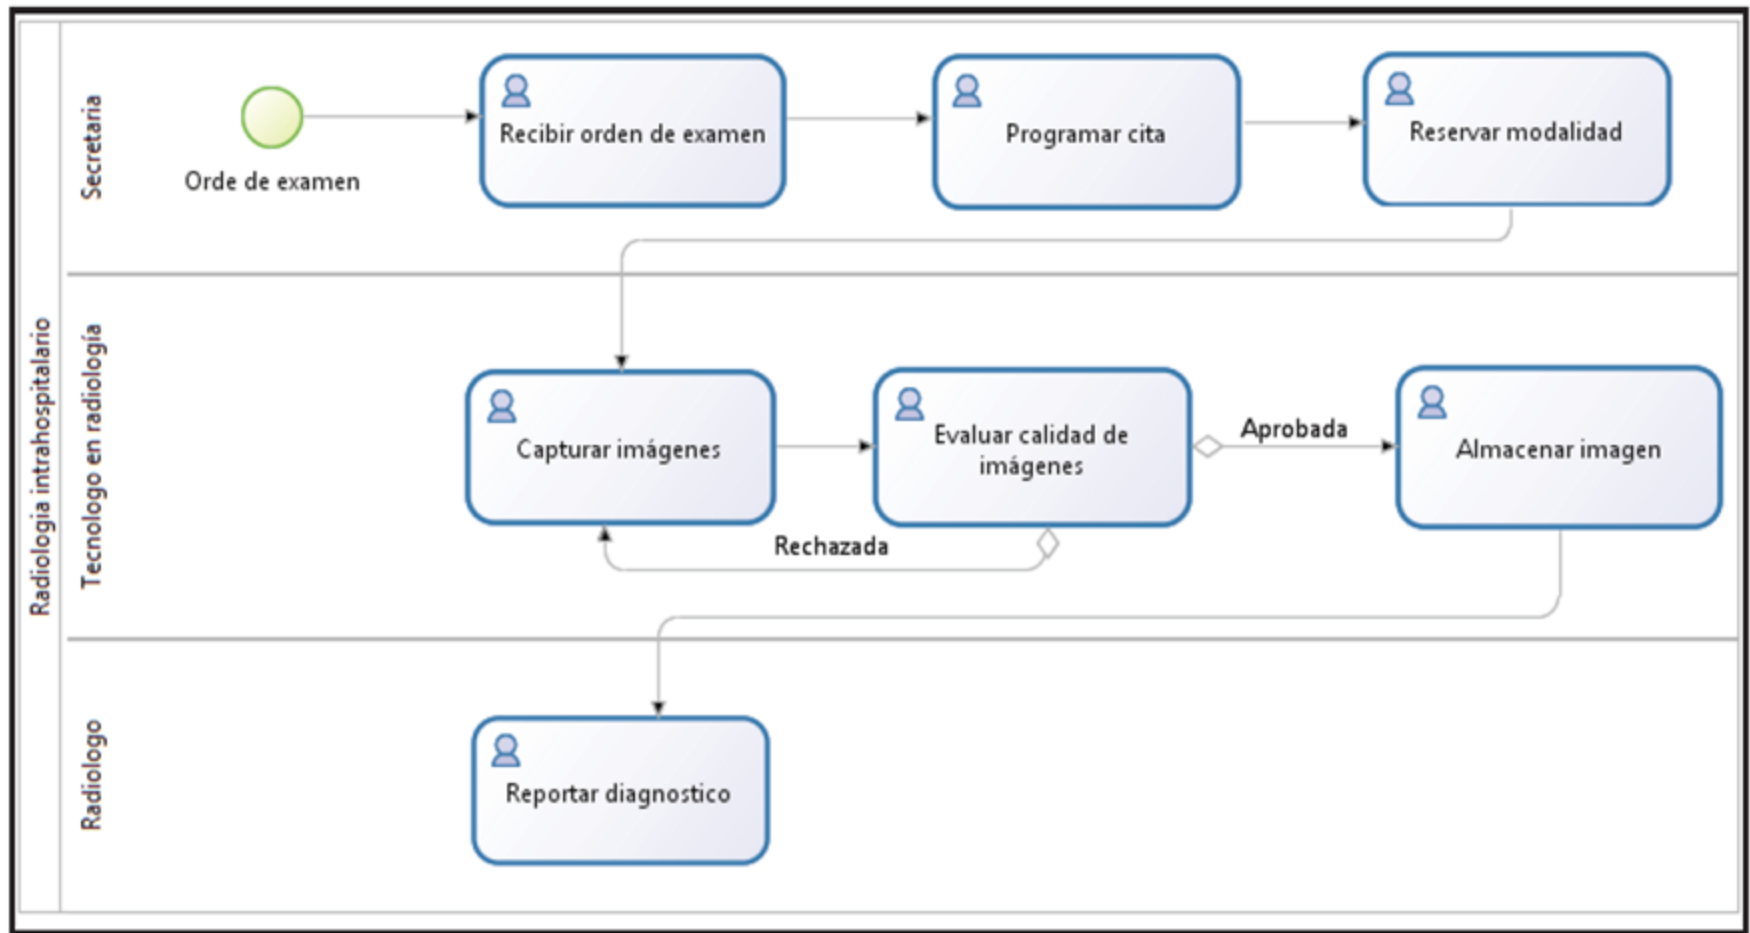 Radiologia intrahospitalario
Secretaria
Orde de examen
Recibir orden de examen
Programar cita
Reservar modalidad
Tecnologo en radiología
Capturar imágenes
Evaluar calidad de
imágenes
Aprobada
Almacenar imagen
Rechazada
Radiologo
Reportar diagnostico